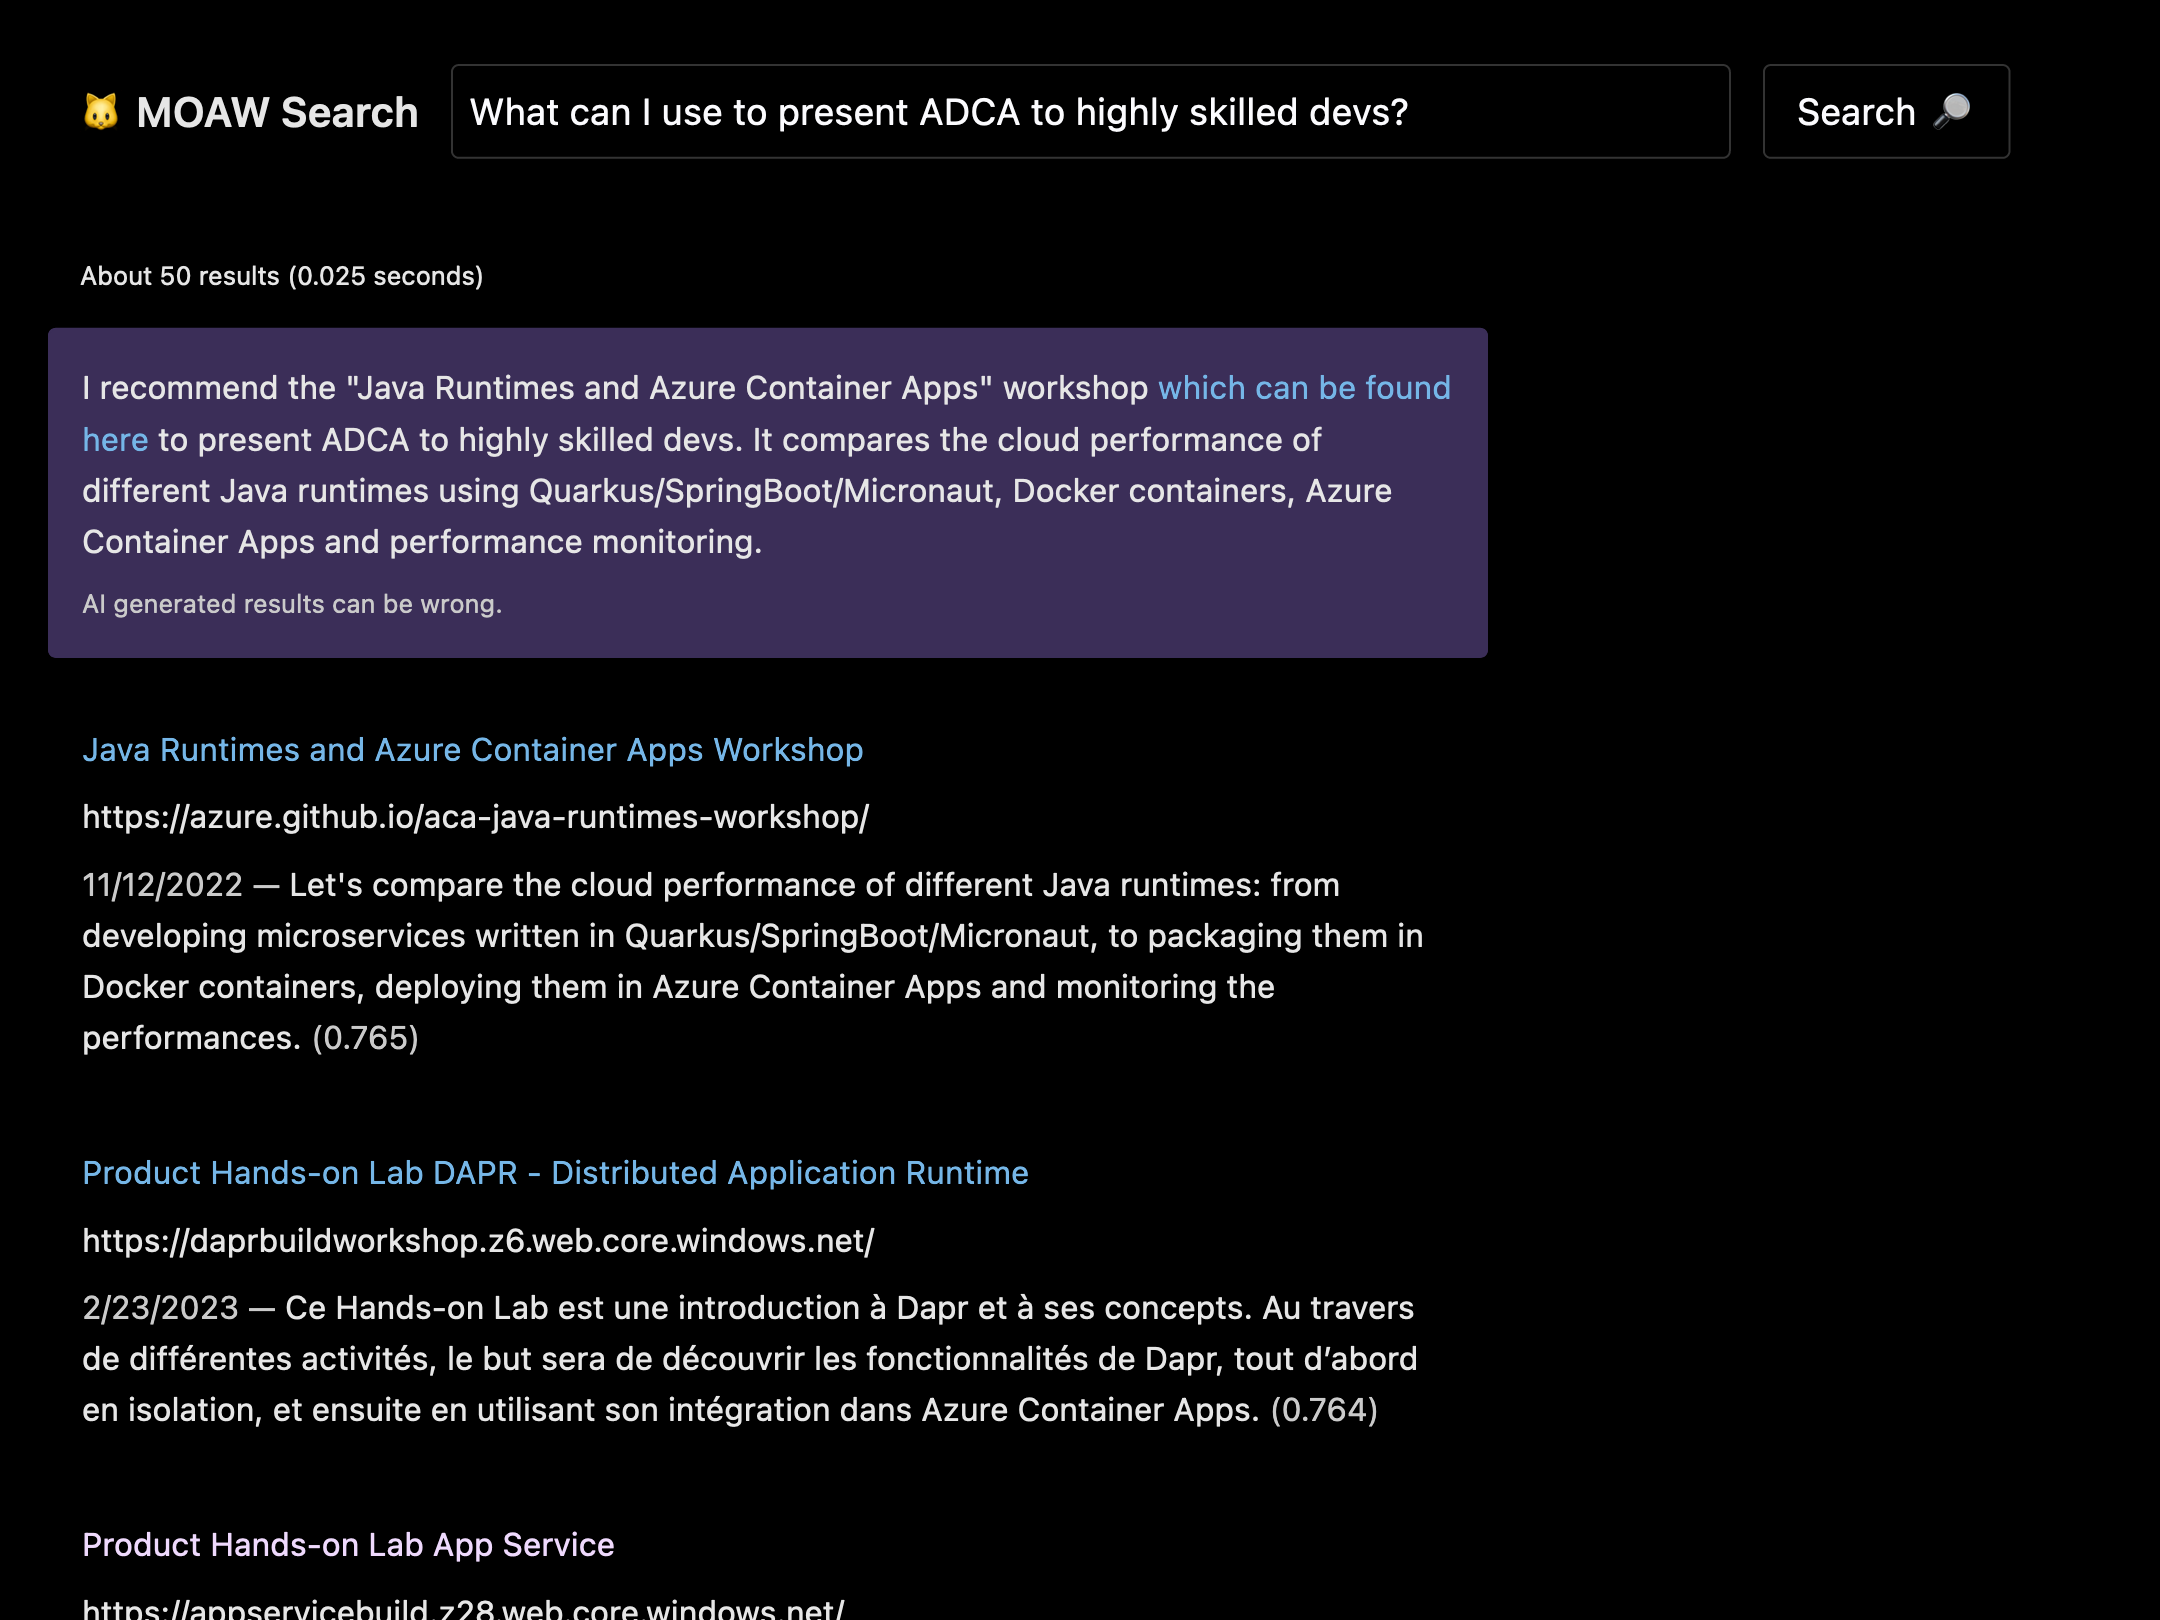 MOAW Search
What can I use to present ADCA to highly skilled devs?
Search
About 50 results (0.025 seconds)
I recommend the "Java Runtimes and Azure Container Apps" workshop which can be found
here to present ADCA to highly skilled devs. It compares the cloud performance of
different Java runtimes using Quarkus/SpringBoot/Micronaut, Docker containers, Azure
Container Apps and performance monitoring.
AI generated results can be wrong.
Java Runtimes and Azure Container Apps Workshop
https://azure.github.io/aca-java-runtimes-workshop/
11/12/2022 — Let's compare the cloud performance of different Java runtimes: from
developing microservices written in Quarkus/SpringBoot/Micronaut, to packaging them in
Docker containers, deploying them in Azure Container Apps and monitoring the
performances. (0.765)
Product Hands-on Lab DAPR - Distributed Application Runtime
https://daprbuildworkshop.z6.web.core.windows.net/
2/23/2023 — Ce Hands-on Lab est une introduction à Dapr et à ses concepts. Au travers
de différentes activités, le but sera de découvrir les fonctionnalités de Dapr, tout d’abord
en isolation, et ensuite en utilisant son intégration dans Azure Container Apps. (0.764)
Product Hands-on Lab App Service
https://appservicebuild.z28.web.core.windows.net/